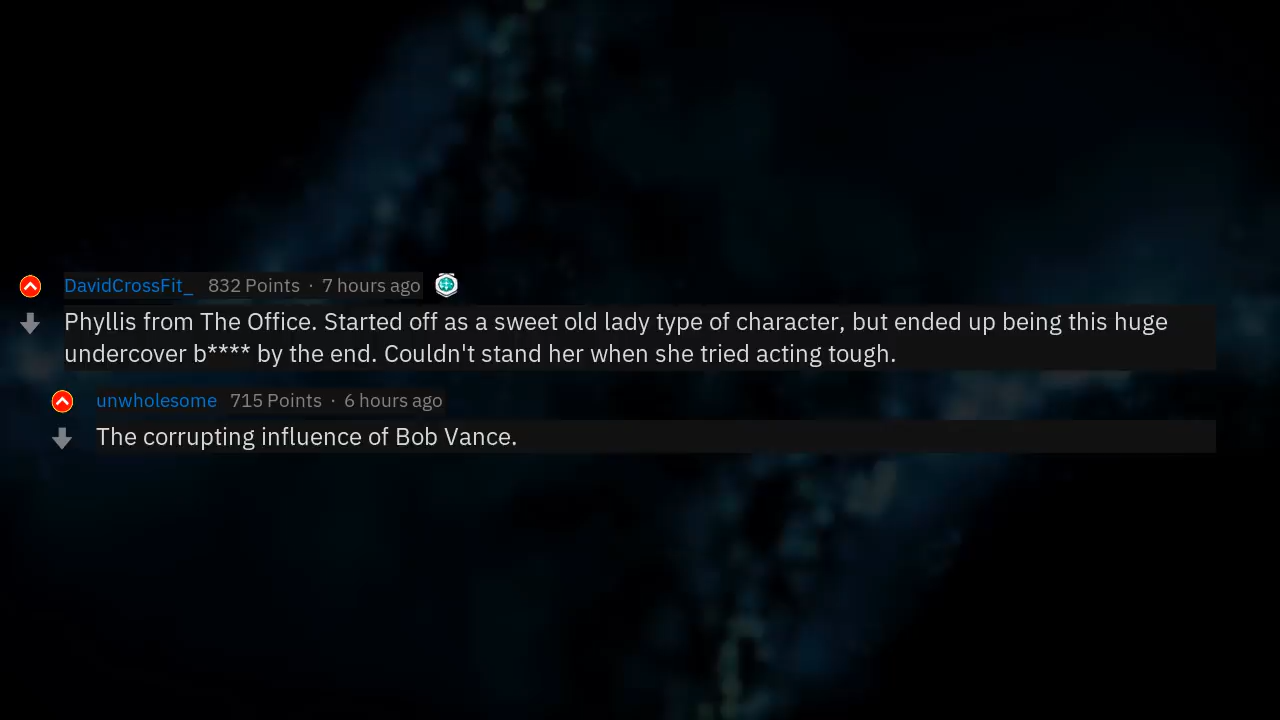 DavidCrossFit_ 832 Points · 7 hours ago
Phyllis from The Office. Started off as a sweet old lady type of character, but ended up being this huge
undercover b**** by the end. Couldn't stand her when she tried acting tough.
unwholesome 715 Points · 6 hours ago
The corrupting influence of Bob Vance.